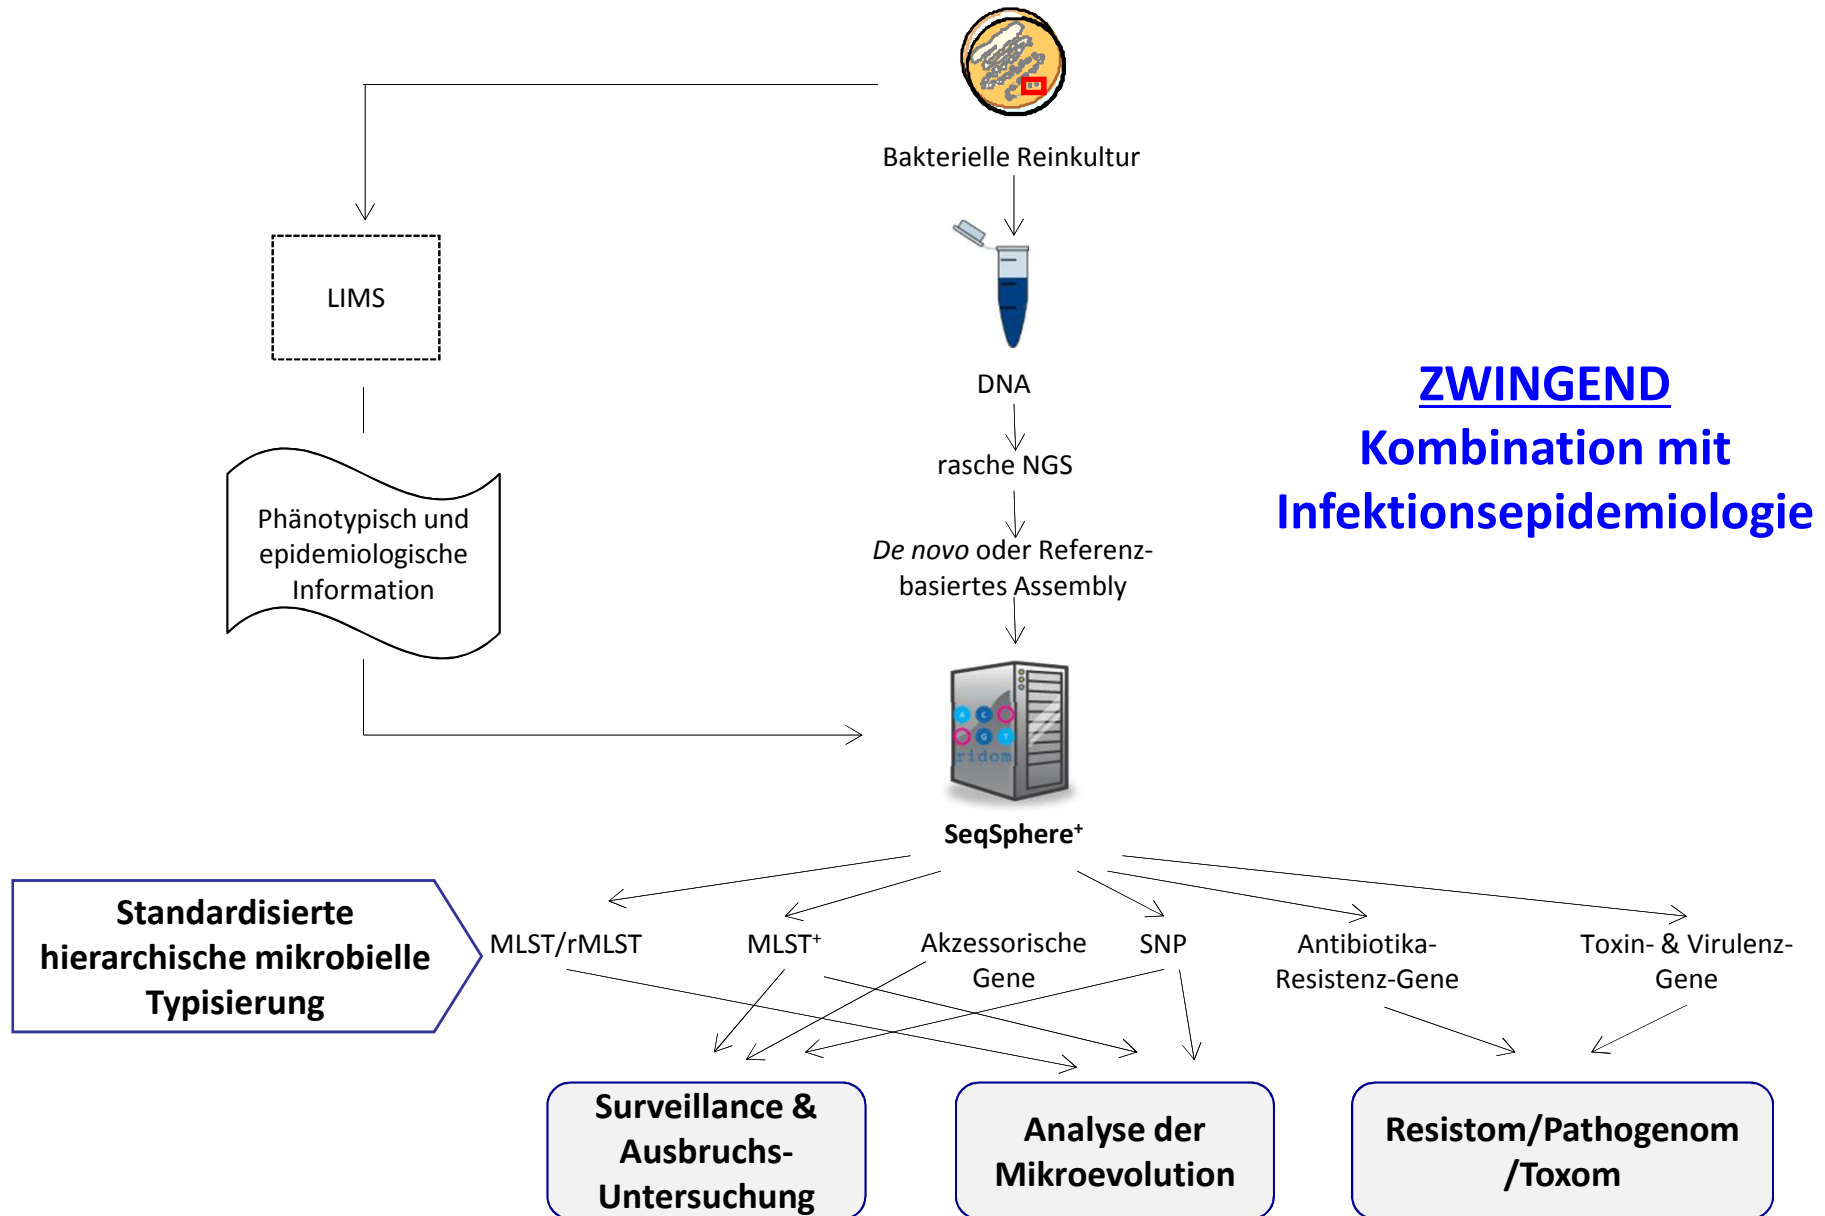 Bakterielle Reinkultur
LIMS
DNA
rasche NGS
Phänotypisch und
epidemiologische
Information
De novo oder Referenz-
basiertes Assembly
ZWINGEND
Kombination mit
Infektionsepidemiologie
A C
G T
ridom
SeqSphere⁺
Standardisierte
hierarchische mikrobielle
Typisierung
MLST/rMLST
MLST⁺
Akzessorische
Gene
SNP
Antibiotika-
Resistenz-Gene
Toxin- & Virulenz-
Gene
Surveillance &
Ausbruchs-
Untersuchung
Analyse der
Mikroevolution
Resistom/Pathogenom
/Toxom